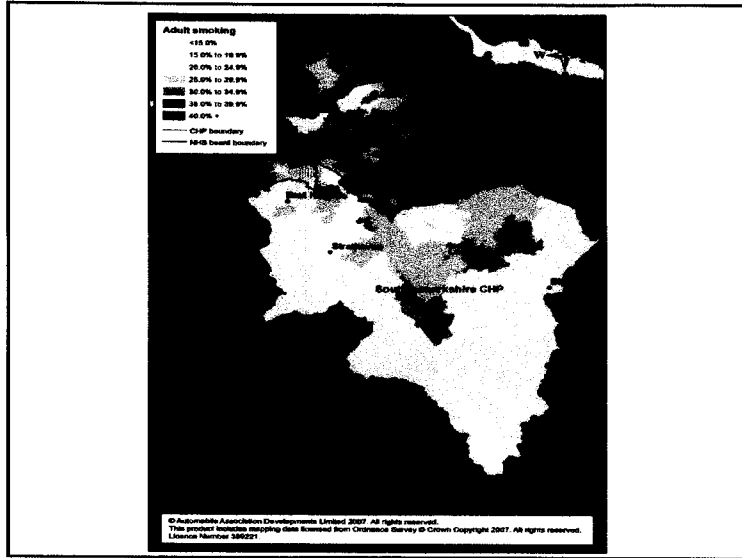 Adult smoking
<15.0%
15.0% to 19.9%
20.0% to 24.9%
25.0% to 29.9%
30.0% to 34.9%
35.0% to 39.9%
40.0% +
CHP boundary
NHS board boundary
CHP
© Automobile Association Developments Limited 2007. All rights reserved.
This product includes mapping data licensed from Ordnance Survey © Crown Copyright 2007. All rights reserved.
Licence Number 399221.